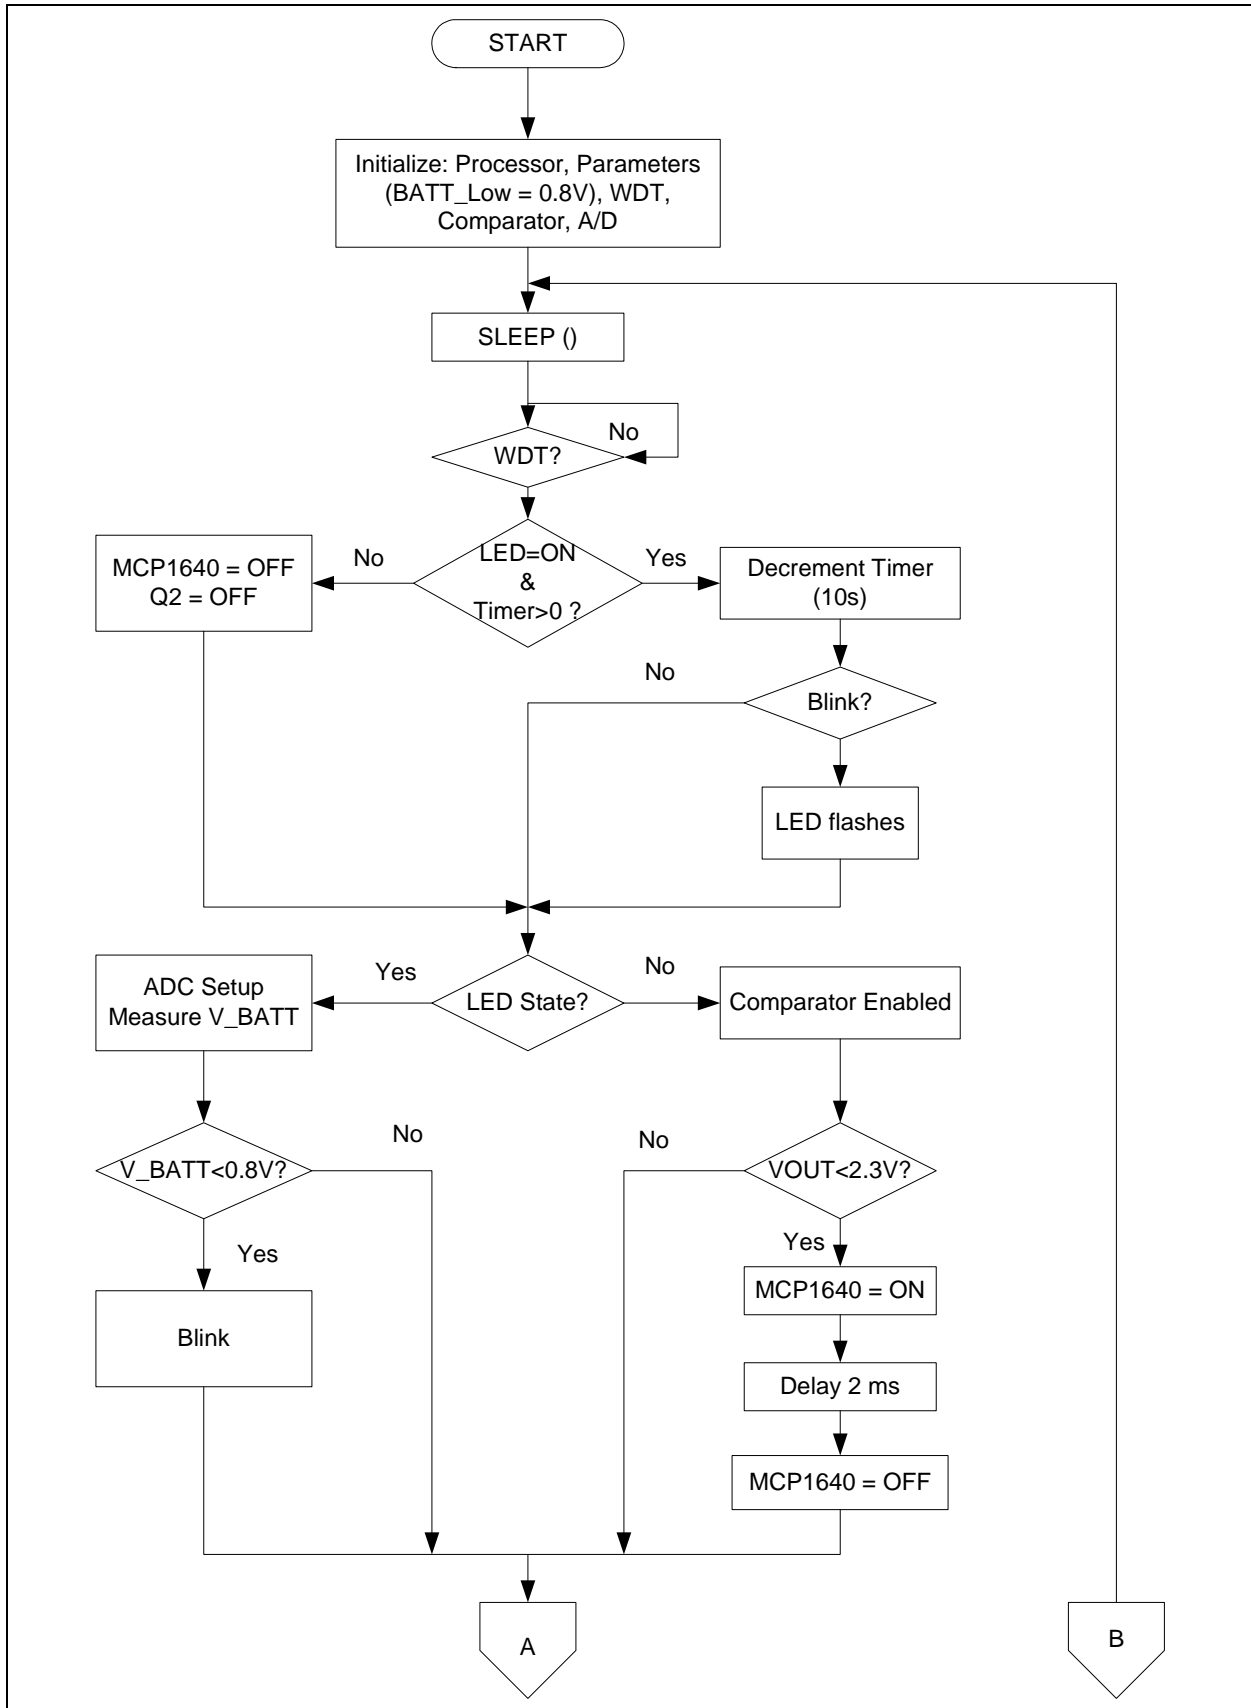 START
Initialize: Processor, Parameters
(BATT_Low = 0.8V), WDT,
Comparator, A/D
SLEEP ()
No
WDT?
MCP1640 = OFF
Q2 = OFF
No
LED=ON
&
Timer>0 ?
Yes
Decrement Timer
(10s)
No
Blink?
LED flashes
ADC Setup
Measure V_BATT
Yes
LED State?
No
Comparator Enabled
V_BATT<0.8V?
No
No
VOUT<2.3V?
Yes
Yes
MCP1640 = ON
Blink
Delay 2 ms
MCP1640 = OFF
A
B